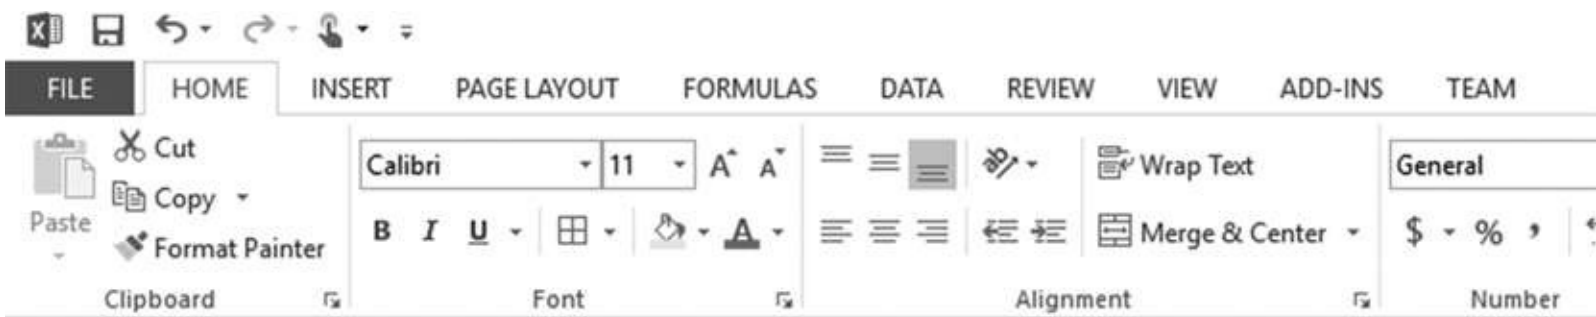 FILE HOME INSERT PAGE LAYOUT FORMULAS DATA REVIEW VIEW ADD-INS TEAM
Paste
Cut
Copy
Format Painter
Clipboard
Calibri 11 A A
B I U A
Font
ab
Wrap Text
Merge & Center
Alignment
General
$ % ,
Number